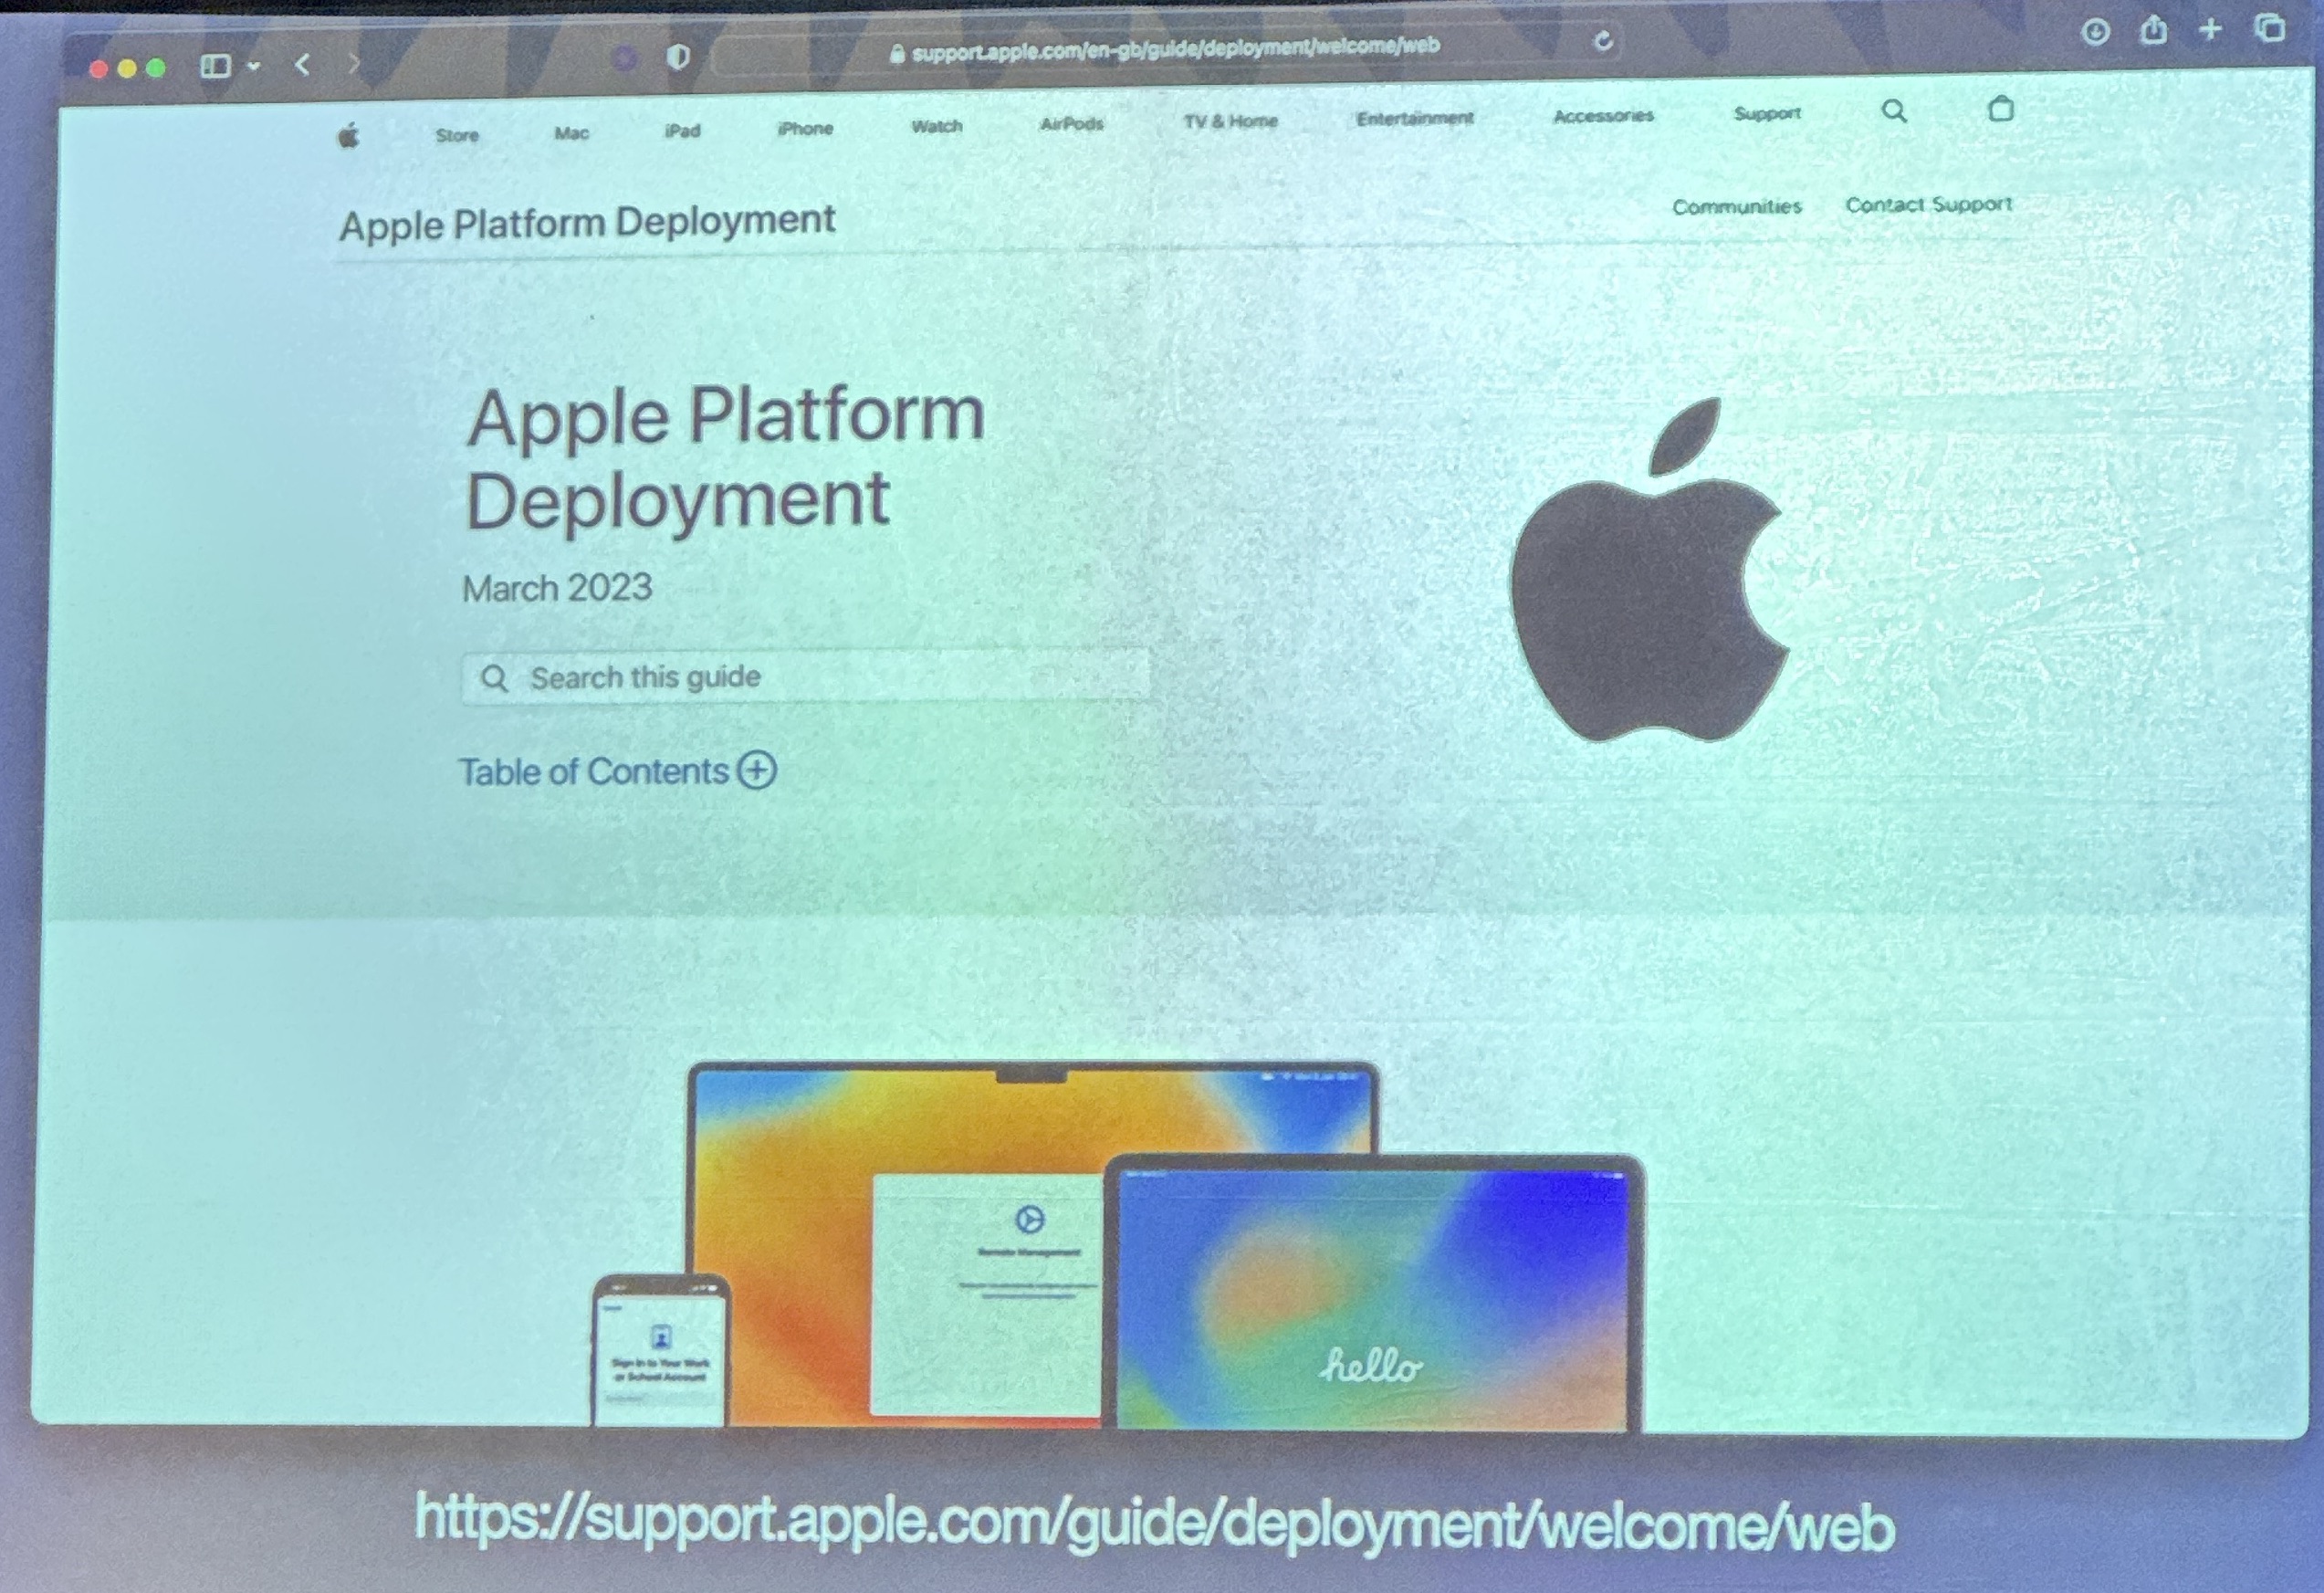 support.apple.com/en-gb/guide/deployment/welcome/web
Store Mac iPad iPhone Watch AirPods TV & Home Entertainment Accessories Support
Apple Platform Deployment
Communities Contact Support
Apple Platform
Deployment
March 2023
Search this guide
Table of Contents
Remote Management
Sign in to Your Work
or School Account
hello
https://support.apple.com/guide/deployment/welcome/web